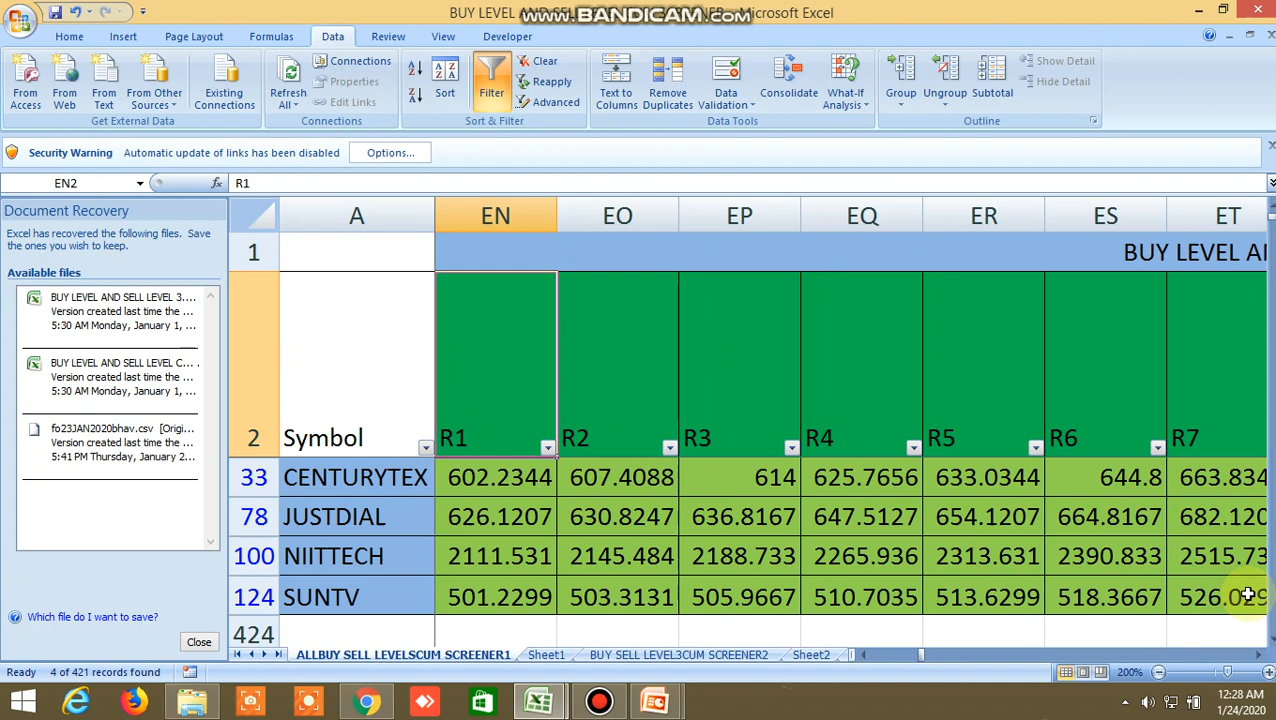 BUY LEVEL AND SELL
SCREENER - Microsoft Excel
www.BANDICAM.com
Home Insert Page Layout Formulas Data Review View Developer
From Access
From Web
From Text
From Other Sources
Existing Connections
Get External Data
Refresh All
Connections
Properties
Edit Links
Connections
Sort
Filter
Clear
Reapply
Advanced
Sort & Filter
Text to Columns
Remove Duplicates
Data Validation
Consolidate
What-If Analysis
Data Tools
Group
Ungroup
Subtotal
Show Detail
Hide Detail
Outline
Security Warning Automatic update of links has been disabled Options...
EN2 fx R1
Document Recovery
Excel has recovered the following files. Save
the ones you wish to keep.
Available files
BUY LEVEL AND SELL LEVEL 3....
Version created last time the ...
5:30 AM Monday, January 1, ...
BUY LEVEL AND SELL LEVEL C... .
Version created last time the ...
5:30 AM Monday, January 1, ...
fo23JAN2020bhav.csv [Origi...
Version created last time the ...
5:41 PM Thursday, January 2...
Which file do I want to save?
Close
A EN EO EP EQ ER ES ET
1 BUY LEVEL AI
2 Symbol R1 R2 R3 R4 R5 R6 R7
33 CENTURYTEX 602.2344 607.4088 614 625.7656 633.0344 644.8 663.834
78 JUSTDIAL 626.1207 630.8247 636.8167 647.5127 654.1207 664.8167 682.120
100 NIITTECH 2111.531 2145.484 2188.733 2265.936 2313.631 2390.833 2515.73
124 SUNTV 501.2299 503.3131 505.9667 510.7035 513.6299 518.3667 526.029
424
ALLBUY SELL LEVELSCUM SCREENER1 Sheet1 BUY SELL LEVEL3CUM SCREENER2 Sheet2
Ready 4 of 421 records found 200%
12:28 AM
1/24/2020